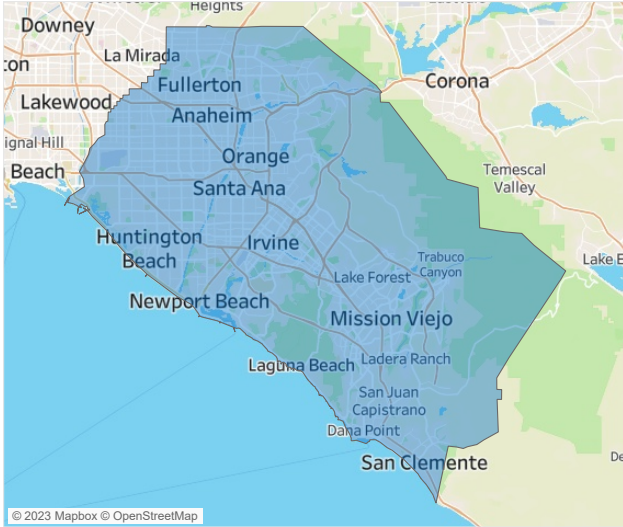 Heights
Downey
La Mirada
ton
Fullerton
Corona
Lakewood
Anaheim
ignal Hill
Orange
Beach
Temescal
Valley
Santa Ana
Huntington
Beach
Irvine
Trabuco
Canyon
Lake E
Lake Forest
Newport Beach
Mission Viejo
Laguna Beach
Ladera Ranch
San Juan
Capistrano
Dana Point
San Clemente
De
© 2023 Mapbox © OpenStreetMap